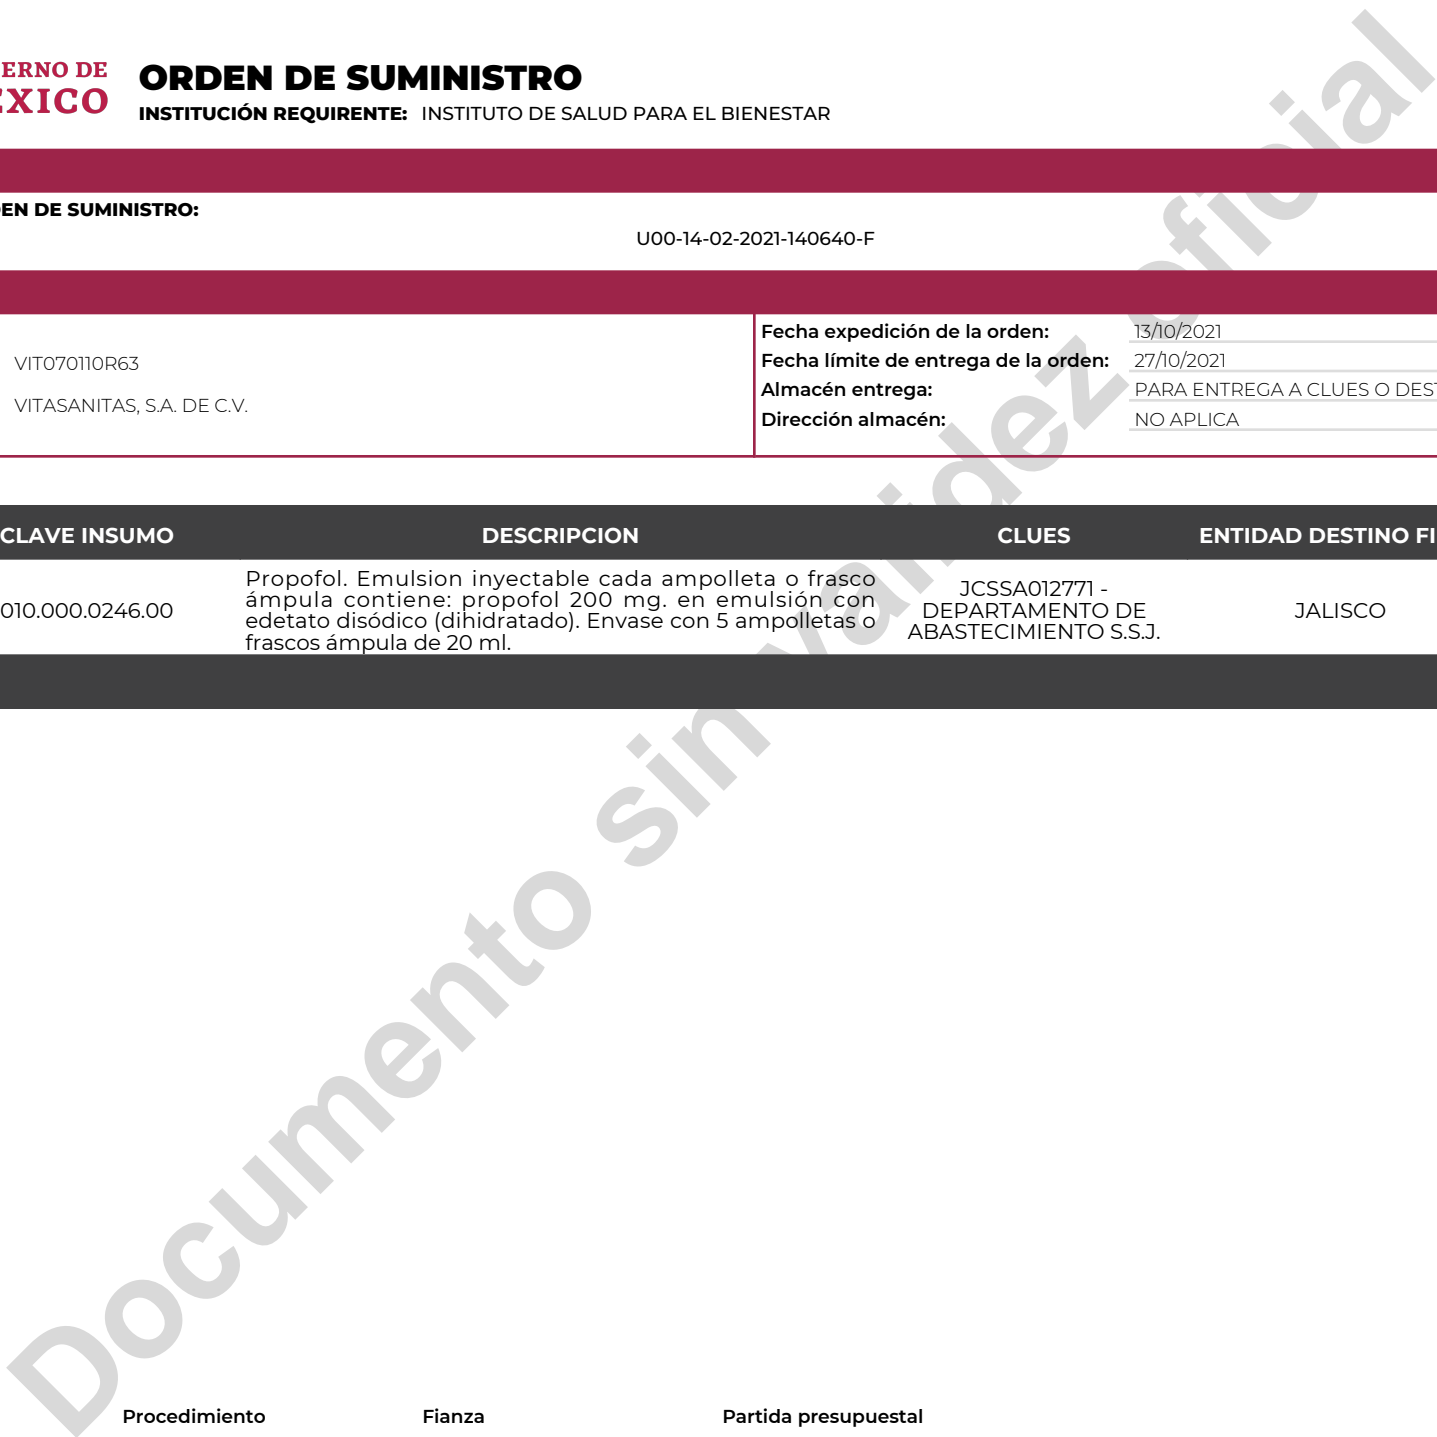 ERNO DE
ÉXICO
ORDEN DE SUMINISTRO
INSTITUCIÓN REQUIRENTE: INSTITUTO DE SALUD PARA EL BIENESTAR
EN DE SUMINISTRO:
U00-14-02-2021-140640-F
VIT070110R63
VITASANITAS, S.A. DE C.V.
Fecha expedición de la orden: 13/10/2021
Fecha límite de entrega de la orden: 27/10/2021
Almacén entrega: PARA ENTREGA A CLUES O DEST
Dirección almacén: NO APLICA
CLAVE INSUMO DESCRIPCION CLUES ENTIDAD DESTINO FI
010.000.0246.00
Propofol. Emulsion inyectable cada ampolleta o frasco
ámpula contiene: propofol 200 mg. en emulsión con
edetato disódico (dihidratado). Envase con 5 ampolletas o
frascos ámpula de 20 ml.
JCSSA012771 -
DEPARTAMENTO DE
ABASTECIMIENTO S.S.J.
JALISCO
Documento sin validez oficial
Procedimiento Fianza Partida presupuestal